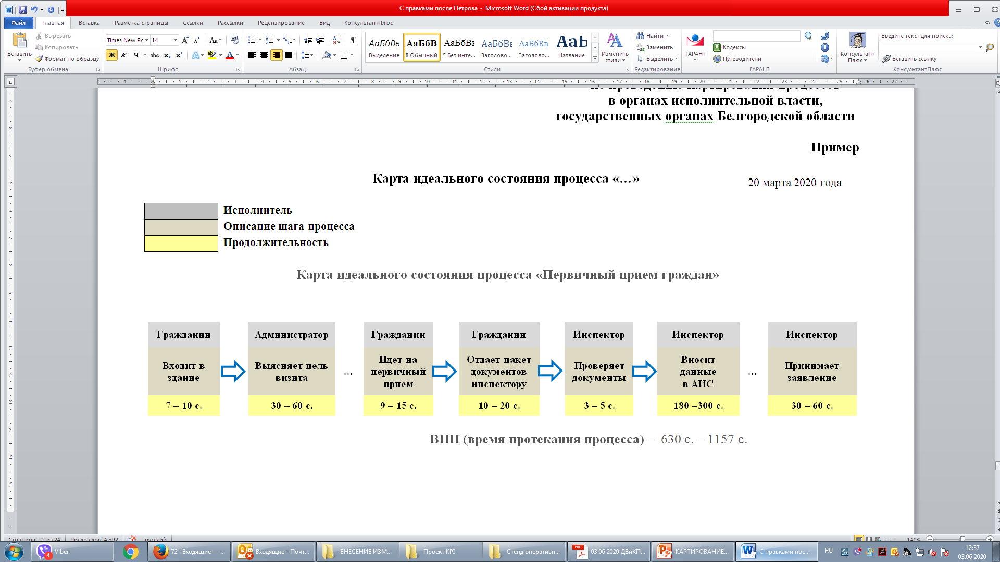 С правками после Петрова - Microsoft Word (Сбой активации продукта)
Файл Главная Вставка Разметка страницы Ссылки Рассылки Рецензирование Вид КонсультантПлюс
Вставить
Вырезать
Копировать
Формат по образцу
Буфер обмена
Times New Rc 14
Шрифт
Абзац
АаБбВв АаБбВ АаБбВı АаБбВı АаБбВ Aab
Выделение ¶ Обычный ¶ Без инте... Заголово... Заголово... Название
Изменить стили
Стили
Найти
Заменить
Выделить
Редактирование
ГАРАНТ
Кодексы
Путеводители
ГАРАНТ
Консультант Плюс
Введите текст для поиска:
Вставить ссылку
КонсультантПлюс
по проведению картирования процессов
в органах исполнительной власти,
государственных органах Белгородской области
Пример
Карта идеального состояния процесса «…»
20 марта 2020 года
Исполнитель
Описание шага процесса
Продолжительность
Карта идеального состояния процесса «Первичный прием граждан»
Гражданин
Входит в
здание
7 – 10 с.
Администратор
Выясняет цель
визита
30 – 60 с.
...
Гражданин
Идет на
первичный
прием
9 – 15 с.
Гражданин
Отдает пакет
документов
инспектору
10 – 20 с.
Инспектор
Проверяет
документы
3 – 5 с.
Инспектор
Вносит
данные
в АИС
180 –300 с.
...
Инспектор
Принимает
заявление
30 – 60 с.
ВПП (время протекания процесса) – 630 с. – 1157 с.
Страница: 22 из 24 Число слов: 4 392 русский 140%
Viber 4
72 · Входящие — ...
Входящие - Почт...
ВНЕСЕНИЕ ИЗМ...
Проект KPI
Стенд оперативн...
03.06.2020 ДВиКП...
КАРТИРОВАНИЕ...
С правками пос...
RU
12:37
03.06.2020